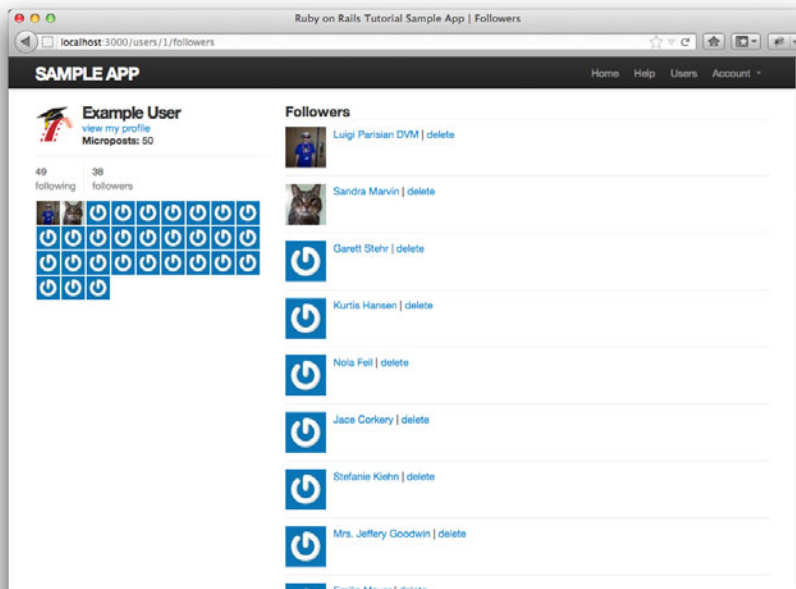 Ruby on Rails Tutorial Sample App | Followers
localhost:3000/users/1/followers
SAMPLE APP
Home Help Users Account
Example User
view my profile
Microposts: 50
49
following
38
followers
Followers
Luigi Parisian DVM | delete
Sandra Marvin | delete
Garett Stehr | delete
Kurtis Hansen | delete
Nola Feil | delete
Jace Corkery | delete
Stefanie Kiehn | delete
Mrs. Jeffery Goodwin | delete